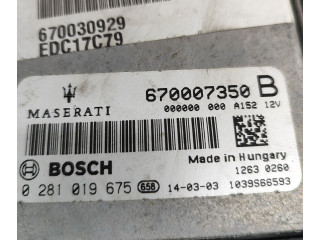 670030929
EDC17C79
MASERATI
670007350 B
000000 000 A152 12V
BOSCH
Made in Hungary
1263 0260
0 281 019 675 658 14-03-03 1039S66593